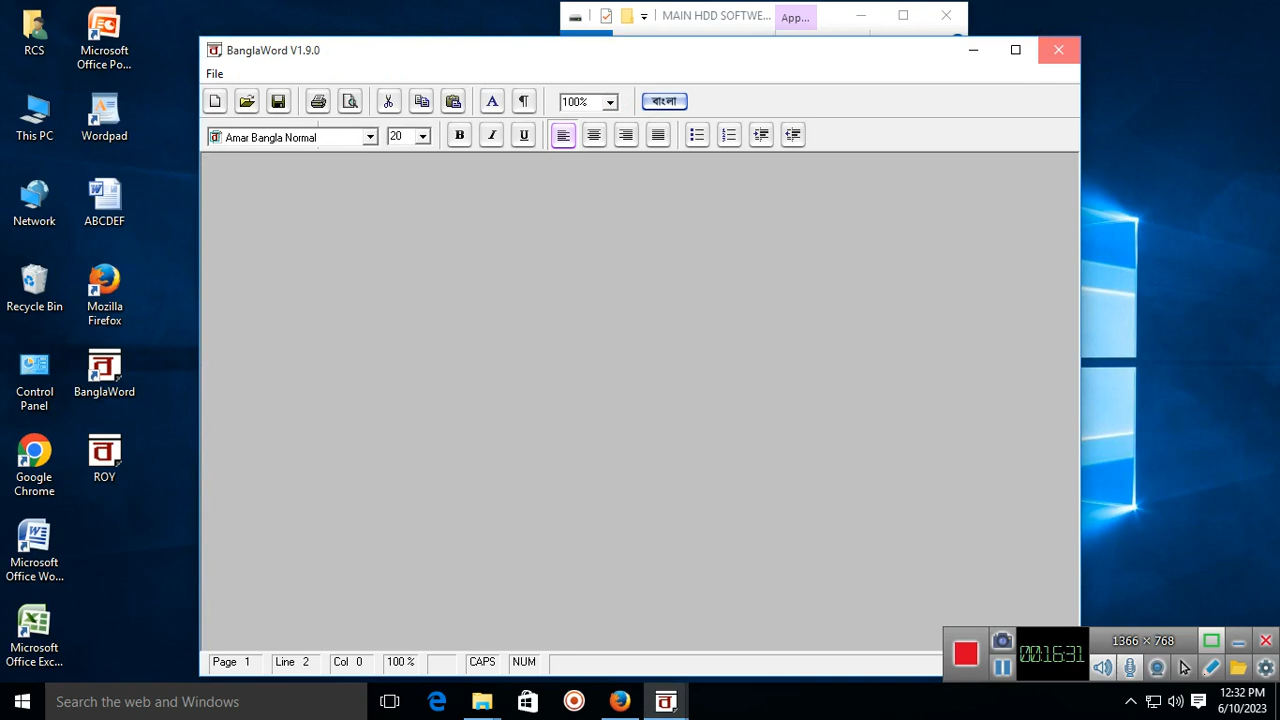 MAIN HDD SOFTWE...
App...
BanglaWord V1.9.0
File
100%
বাংলা
Amar Bangla Normal
20
B I U
Page 1
Line 2
Col 0
100 %
CAPS
NUM
RCS
Microsoft
Office Po...
This PC
Wordpad
Network
ABCDEF
Recycle Bin
Mozilla
Firefox
Control
Panel
BanglaWord
Google
Chrome
ROY
Microsoft
Office Wo...
Microsoft
Office Exc...
1366 × 768
00:16:31
Search the web and Windows
12:32 PM
6/10/2023